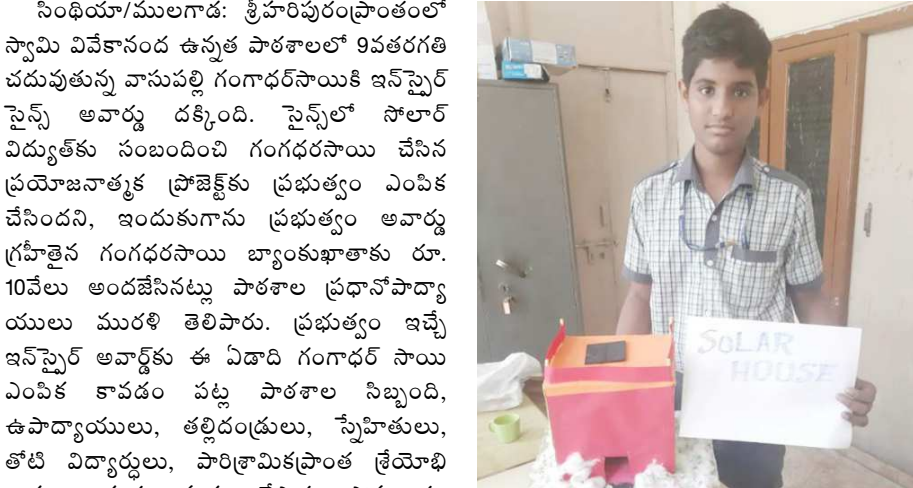 సింథియా/ములగాడ: శ్రీహరిపురంప్రాంతంలో
స్వామి వివేకానంద ఉన్నత పాఠశాలలో 9వతరగతి
చదువుతున్న వాసుపల్లి గంగాధర్‌సాయికి ఇన్‌స్పైర్
సైన్స్ అవార్డు దక్కింది. సైన్స్‌లో సోలార్
విద్యుత్‌కు సంబందించి గంగధరసాయి చేసిన
ప్రయోజనాత్మక ప్రోజెక్ట్‌కు ప్రభుత్వం ఎంపిక
చేసిందని, ఇందుకుగాను ప్రభుత్వం అవార్డు
గ్రహీతైన గంగధరసాయి బ్యాంకుఖాతాకు రూ.
10వేలు అందజేసినట్లు పాఠశాల ప్రధానోపాద్యా
యులు మురళి తెలిపారు. ప్రభుత్వం ఇచ్చే
ఇన్‌స్పైర్ అవార్డ్‌కు ఈ ఏడాది గంగాధర్ సాయి
ఎంపిక కావడం పట్ల పాఠశాల సిబ్బంది,
ఉపాద్యాయులు, తల్లిదండ్రులు, స్నేహితులు,
తోటి విద్యార్ధులు, పారిశ్రామికప్రాంత శ్రేయోభి
SOLAR
HOUSE